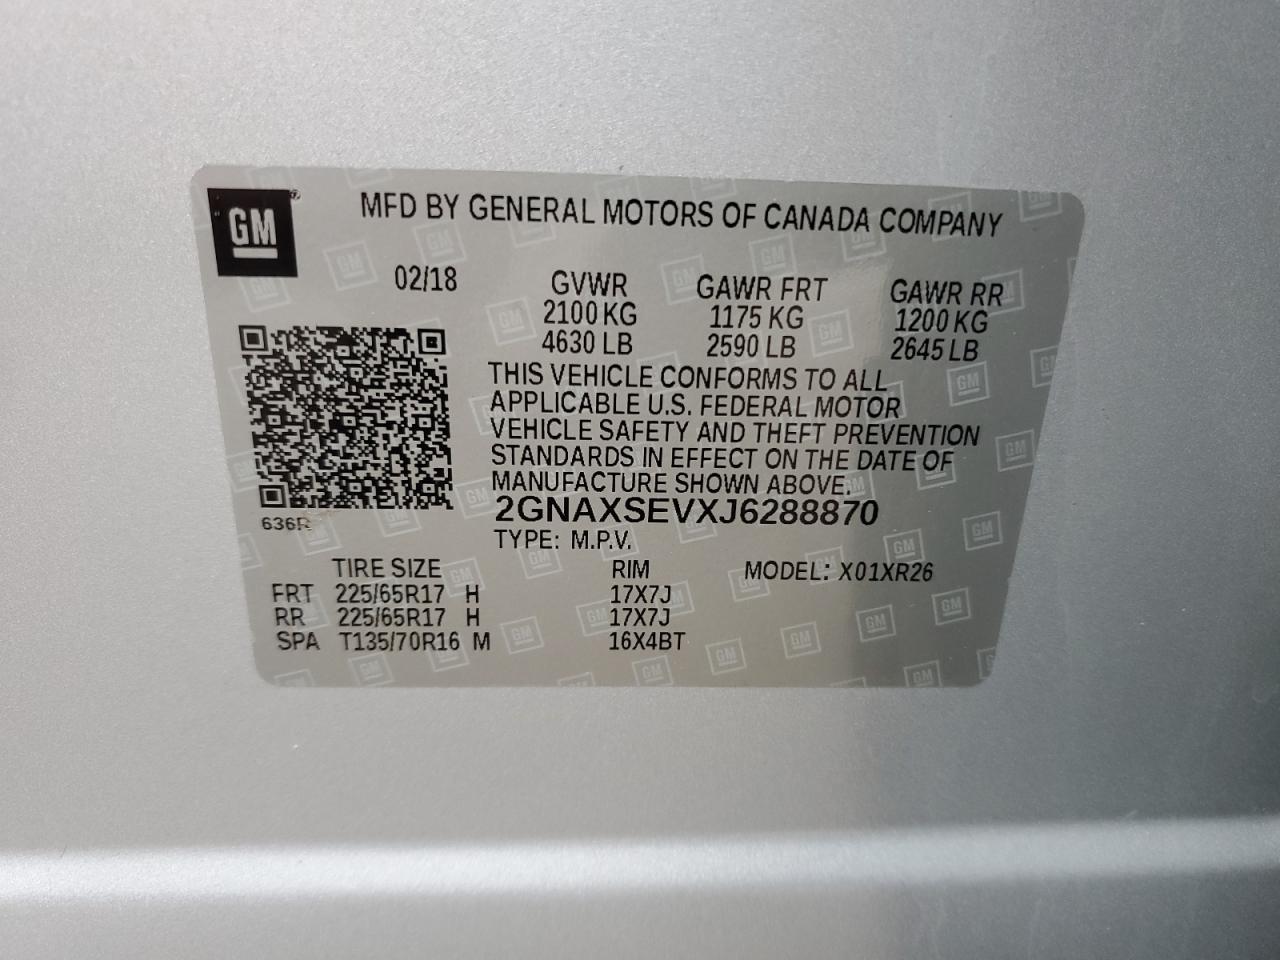 GM
MFD BY GENERAL MOTORS OF CANADA COMPANY
02/18 GVWR GAWR FRT GAWR RR
2100 KG 1175 KG 1200 KG
4630 LB 2590 LB 2645 LB
THIS VEHICLE CONFORMS TO ALL
APPLICABLE U.S. FEDERAL MOTOR
VEHICLE SAFETY AND THEFT PREVENTION
STANDARDS IN EFFECT ON THE DATE OF
MANUFACTURE SHOWN ABOVE.
2GNAXSEVXJ6288870
636R
TYPE: M.P.V.
TIRE SIZE RIM MODEL: X01XR26
FRT 225/65R17 H 17X7J
RR 225/65R17 H 17X7J
SPA T135/70R16 M 16X4BT